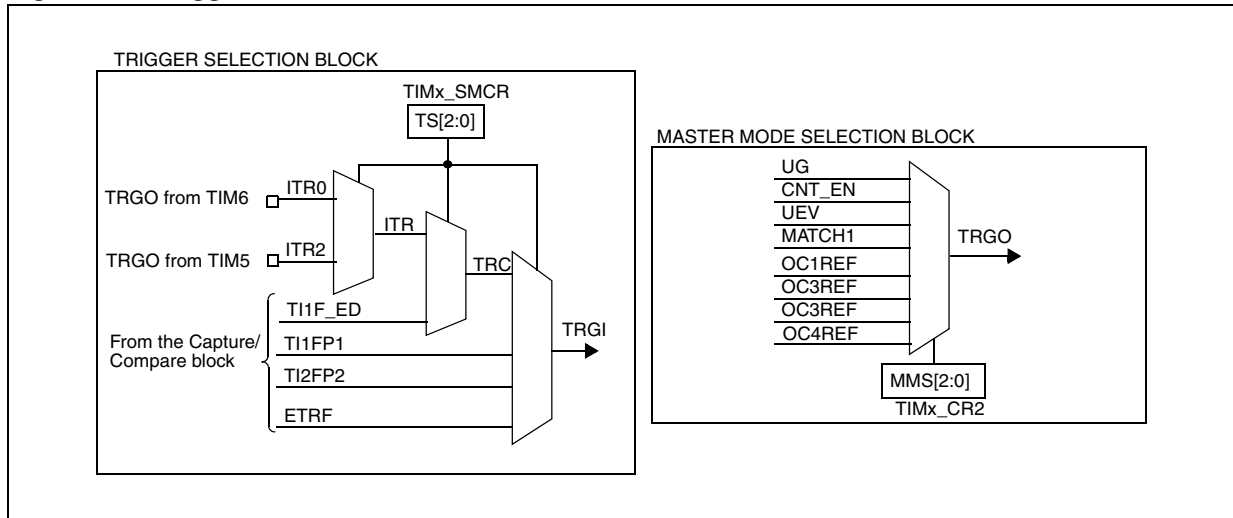 TRIGGER SELECTION BLOCK
TIMx_SMCR
TS[2:0]
TRGO from TIM6
ITR0
ITR
TRGO from TIM5
ITR2
TRC
TI1F_ED
From the Capture/
Compare block
TI1FP1
TRGI
TI2FP2
ETRF
MASTER MODE SELECTION BLOCK
UG
CNT_EN
UEV
MATCH1
TRGO
OC1REF
OC3REF
OC3REF
OC4REF
MMS[2:0]
TIMx_CR2